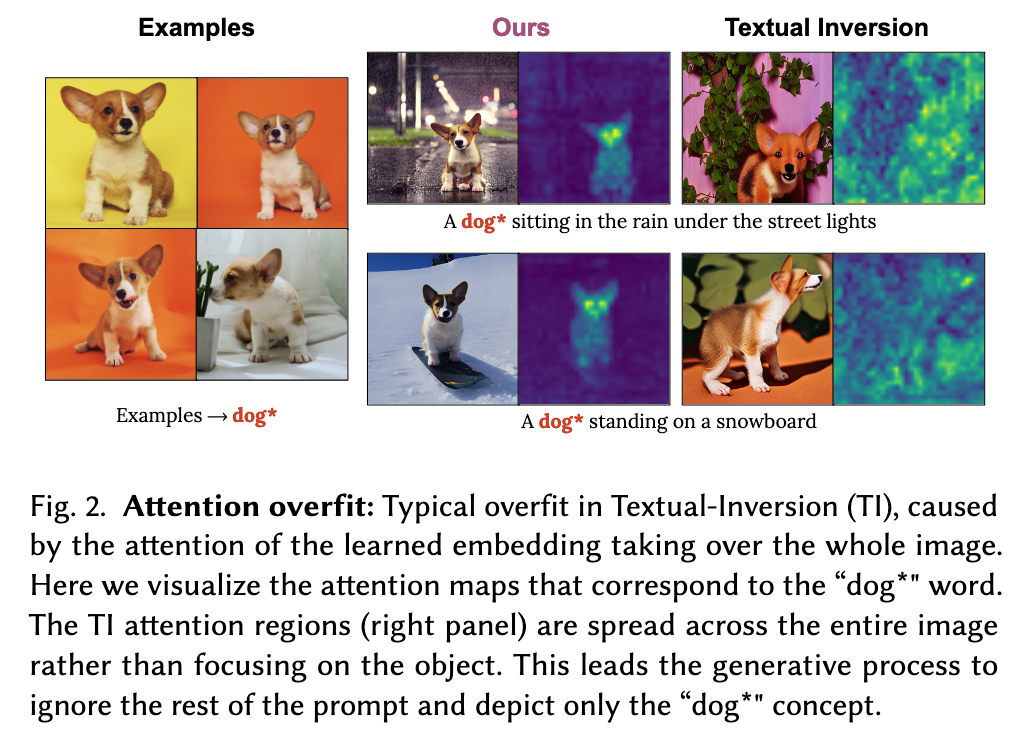 Examples
Ours
Textual Inversion
A dog* sitting in the rain under the street lights
A dog* standing on a snowboard
Examples → dog*
Fig. 2. Attention overfit: Typical overfit in Textual-Inversion (TI), caused
by the attention of the learned embedding taking over the whole image.
Here we visualize the attention maps that correspond to the “dog*" word.
The TI attention regions (right panel) are spread across the entire image
rather than focusing on the object. This leads the generative process to
ignore the rest of the prompt and depict only the “dog*" concept.